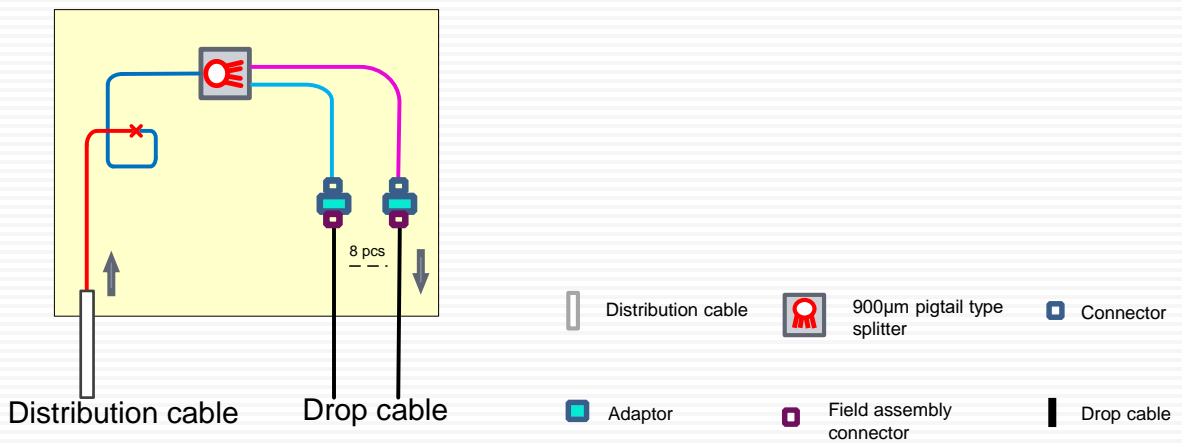 8 pcs
Distribution cable
Drop cable
Distribution cable
900µm pigtail type
splitter
Connector
Adaptor
Field assembly
connector
Drop cable